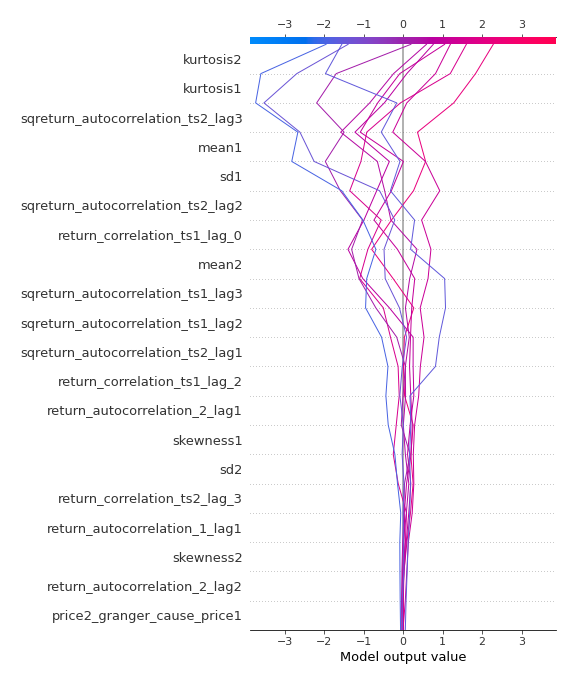 −3 −2 −1 0 1 2 3
kurtosis2
kurtosis1
sqreturn_autocorrelation_ts2_lag3
mean1
sd1
sqreturn_autocorrelation_ts2_lag2
return_correlation_ts1_lag_0
mean2
sqreturn_autocorrelation_ts1_lag3
sqreturn_autocorrelation_ts1_lag2
sqreturn_autocorrelation_ts2_lag1
return_correlation_ts1_lag_2
return_autocorrelation_2_lag1
skewness1
sd2
return_correlation_ts2_lag_3
return_autocorrelation_1_lag1
skewness2
return_autocorrelation_2_lag2
price2_granger_cause_price1
−3 −2 −1 0 1 2 3
Model output value